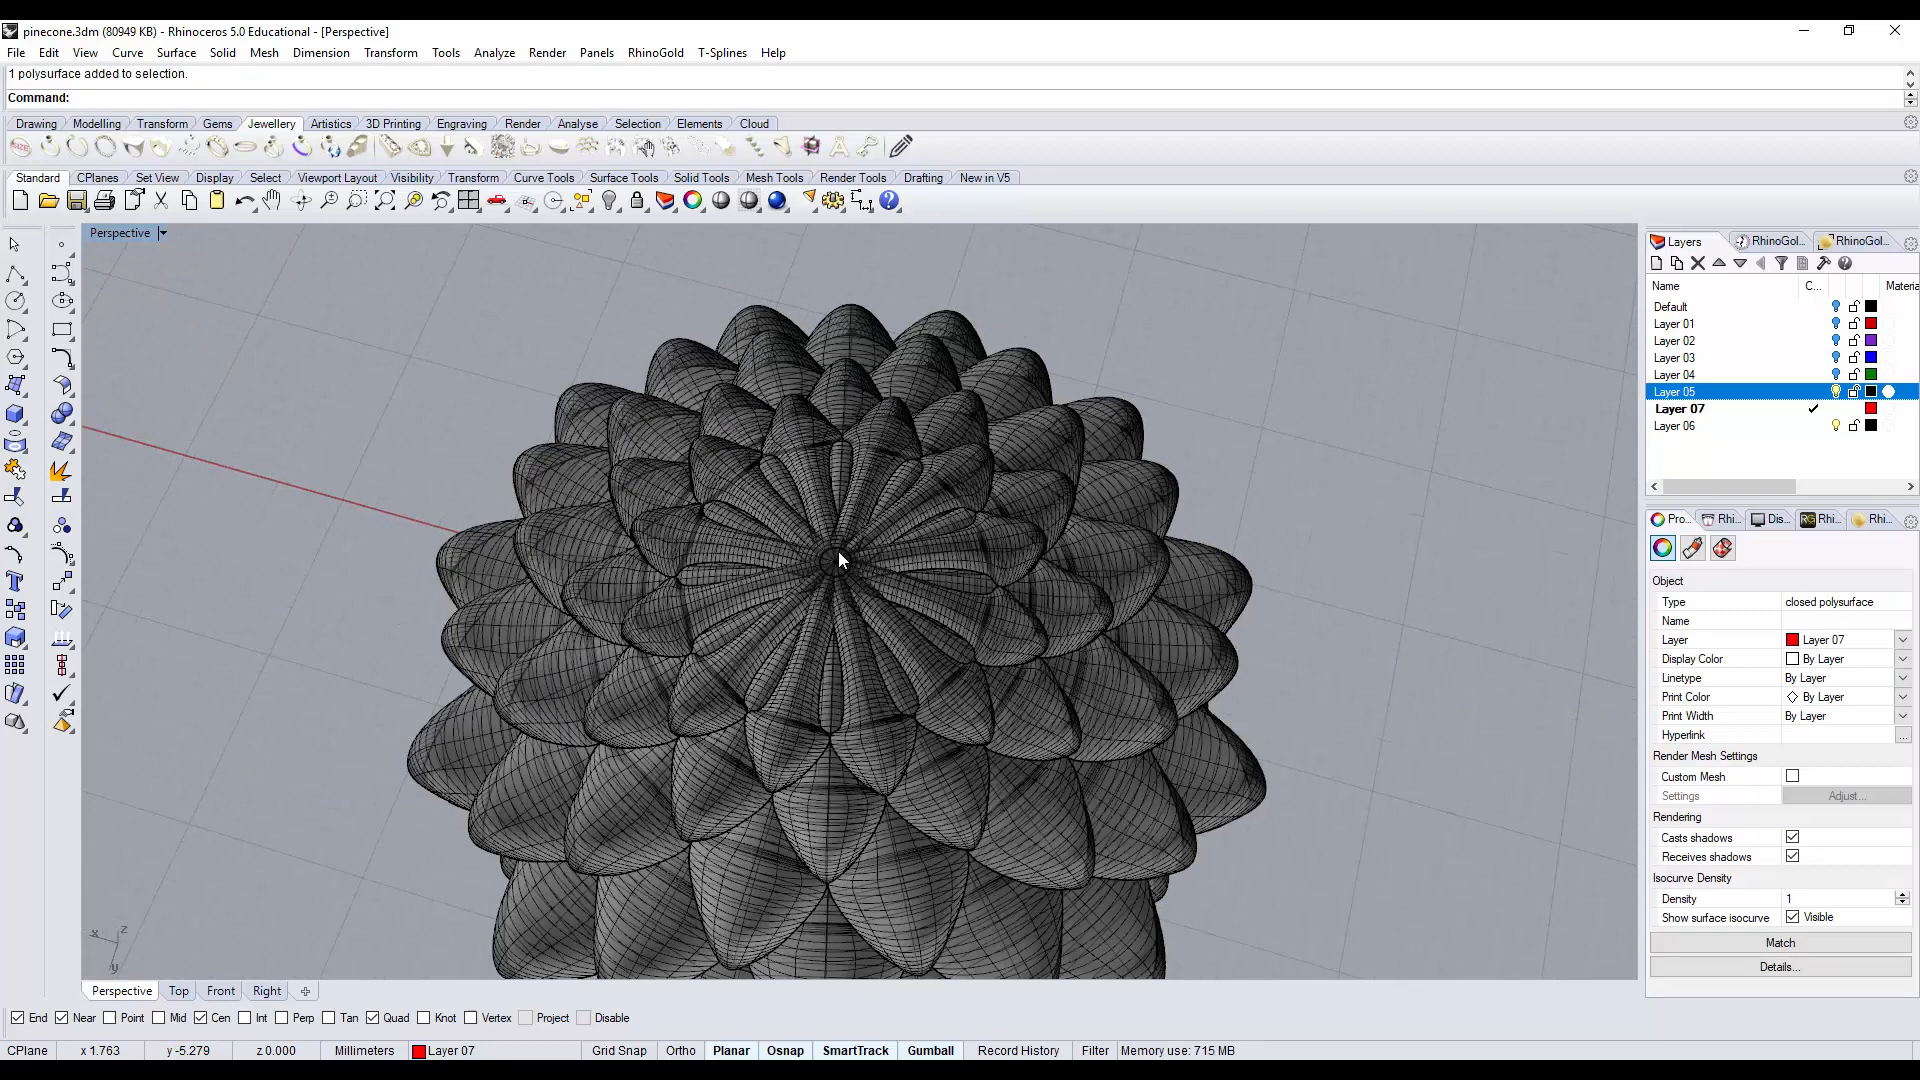 pinecone.3dm (80949 KB) - Rhinoceros 5.0 Educational - [Perspective]
File Edit View Curve Surface Solid Mesh Dimension Transform Tools Analyze Render Panels RhinoGold T-Splines Help
1 polysurface added to selection.
Command:
Drawing Modelling Transform Gems Jewellery Artistics 3D Printing Engraving Render Analyse Selection Elements Cloud
Standard CPlanes Set View Display Select Viewport Layout Visibility Transform Curve Tools Surface Tools Solid Tools Mesh Tools Render Tools Drafting New in V5
Perspective
Layers RhinoGol... RhinoGol...
Name C... Materia
Default
Layer 01
Layer 02
Layer 03
Layer 04
Layer 05
Layer 07
Layer 06
Pro... Rhi... Dis... Rhi... Rhi...
Object
Type closed polysurface
Name
Layer Layer 07
Display Color By Layer
Linetype By Layer
Print Color By Layer
Print Width By Layer
Hyperlink ...
Render Mesh Settings
Custom Mesh
Settings Adjust...
Rendering
Casts shadows
Receives shadows
Isocurve Density
Density 1
Show surface isocurve Visible
Match
Details...
x z
y
Perspective Top Front Right
End Near Point Mid Cen Int Perp Tan Quad Knot Vertex Project Disable
CPlane x 1.763 y -5.279 z 0.000 Millimeters Layer 07 Grid Snap Ortho Planar Osnap SmartTrack Gumball Record History Filter Memory use: 715 MB